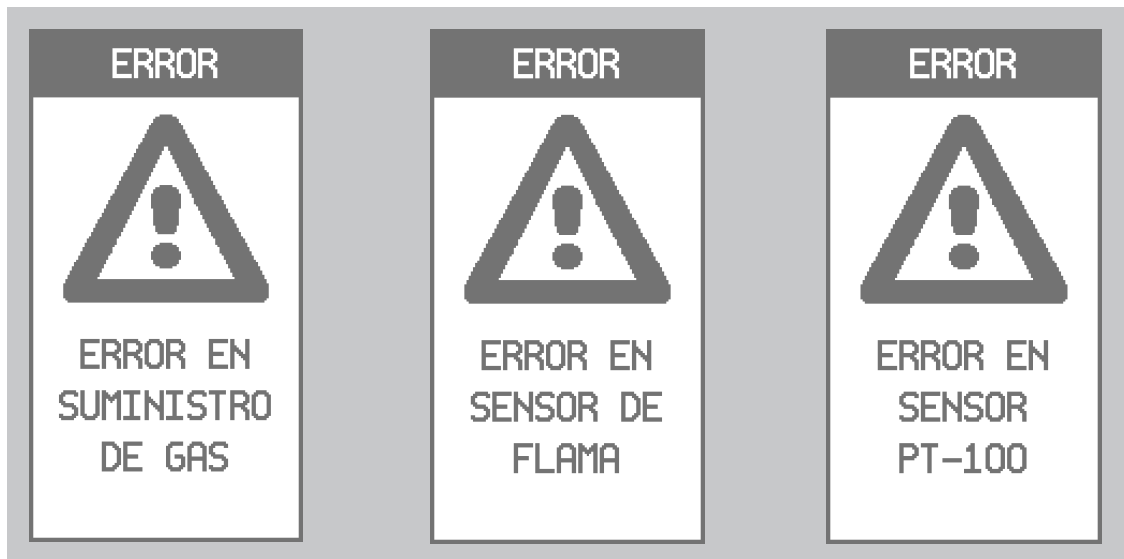 ERROR
ERROR EN
SUMINISTRO
DE GAS
ERROR
ERROR EN
SENSOR DE
FLAMA
ERROR
ERROR EN
SENSOR
PT-100